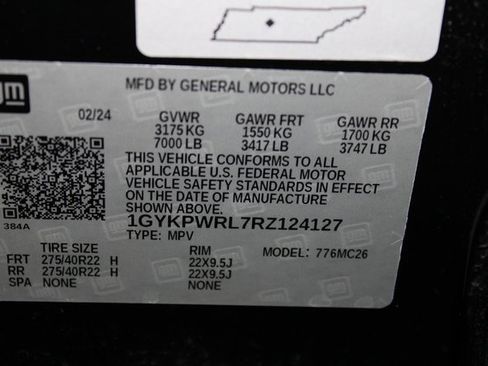 MFD BY GENERAL MOTORS LLC
gm
02/24 GVWR GAWR FRT GAWR RR
3175 KG 1550 KG 1700 KG
7000 LB 3417 LB 3747 LB
THIS VEHICLE CONFORMS TO ALL
APPLICABLE U.S. FEDERAL MOTOR
VEHICLE SAFETY STANDARDS IN EFFECT
ON THE DATE OF MANUFACTURE
SHOWN ABOVE.
384A
1GYKPWRL7RZ124127
TYPE: MPV MODEL: 776MC26
TIRE SIZE RIM
FRT 275/40R22 H 22X9.5J
RR 275/40R22 H 22X9.5J
SPA NONE NONE